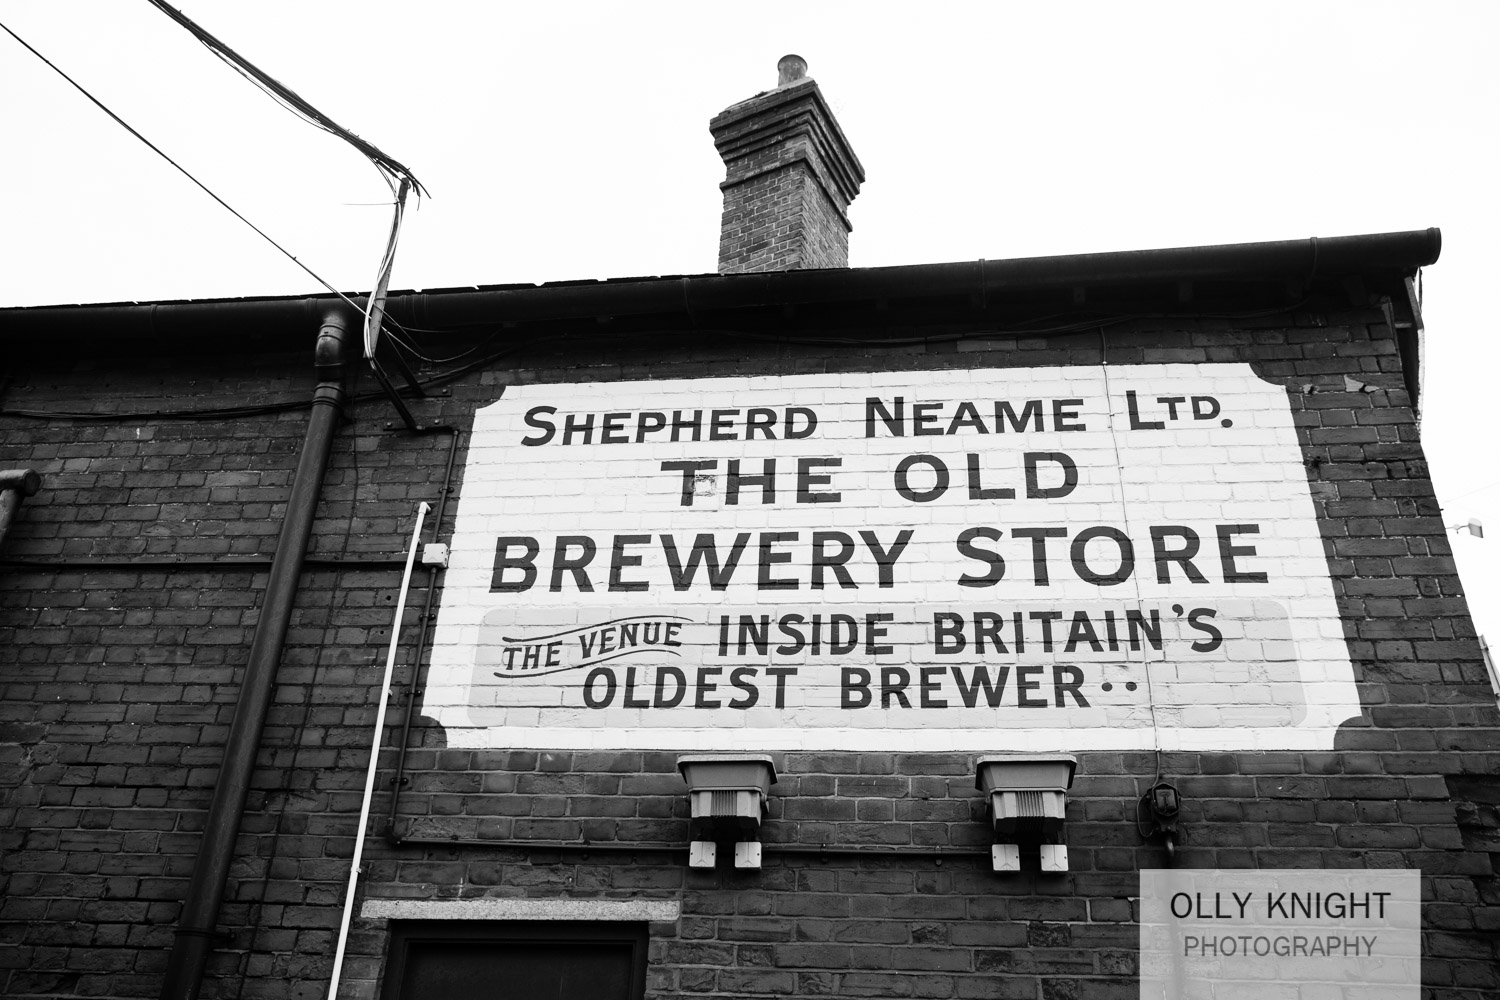 SHEPHERD NEAME LTD.
THE OLD
BREWERY STORE
THE VENUE INSIDE BRITAIN'S
OLDEST BREWER..
OLLY KNIGHT
PHOTOGRAPHY